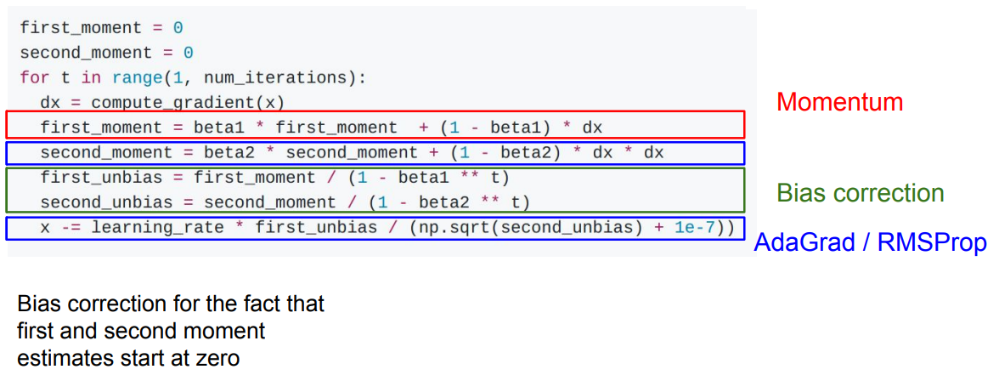 first_moment = 0
second_moment = 0
for t in range(1, num_iterations):
  dx = compute_gradient(x)
  first_moment = beta1 * first_moment  + (1 - beta1) * dx
  second_moment = beta2 * second_moment + (1 - beta2) * dx * dx
  first_unbias = first_moment / (1 - beta1 ** t)
  second_unbias = second_moment / (1 - beta2 ** t)
  x -= learning_rate * first_unbias / (np.sqrt(second_unbias) + 1e-7))
Momentum
Bias correction
AdaGrad / RMSProp
Bias correction for the fact that
first and second moment
estimates start at zero